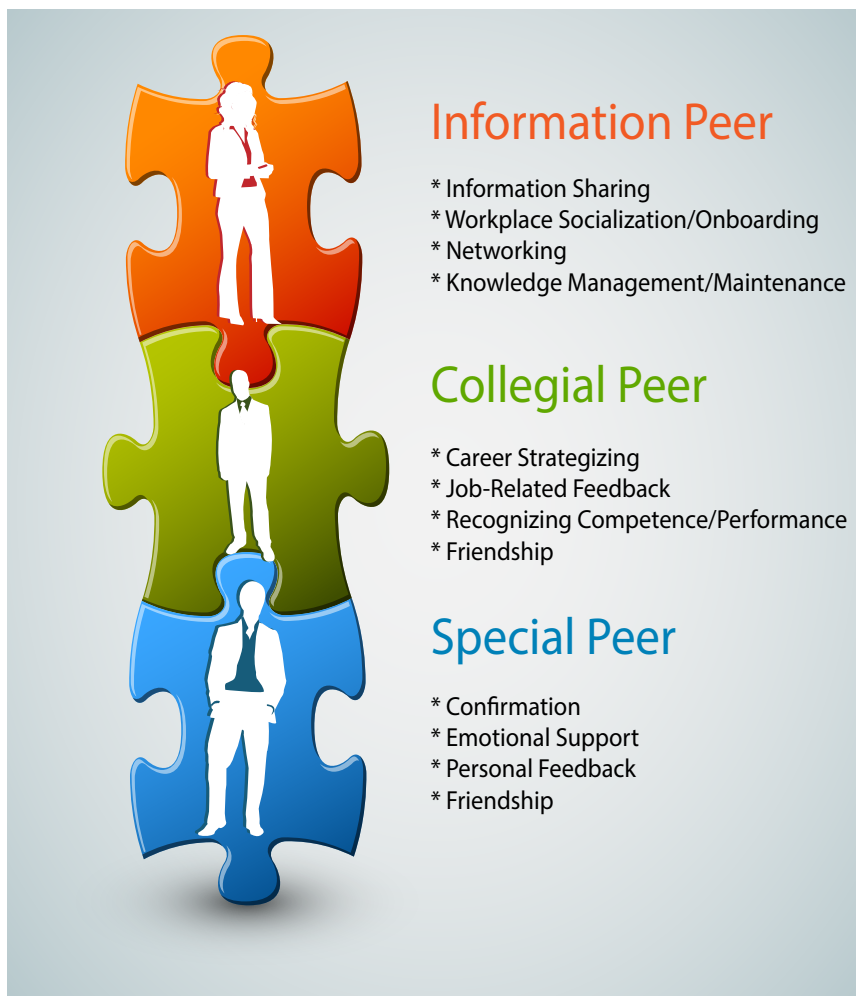 Information Peer
* Information Sharing
* Workplace Socialization/Onboarding
* Networking
* Knowledge Management/Maintenance
Collegial Peer
* Career Strategizing
* Job-Related Feedback
* Recognizing Competence/Performance
* Friendship
Special Peer
* Confirmation
* Emotional Support
* Personal Feedback
* Friendship